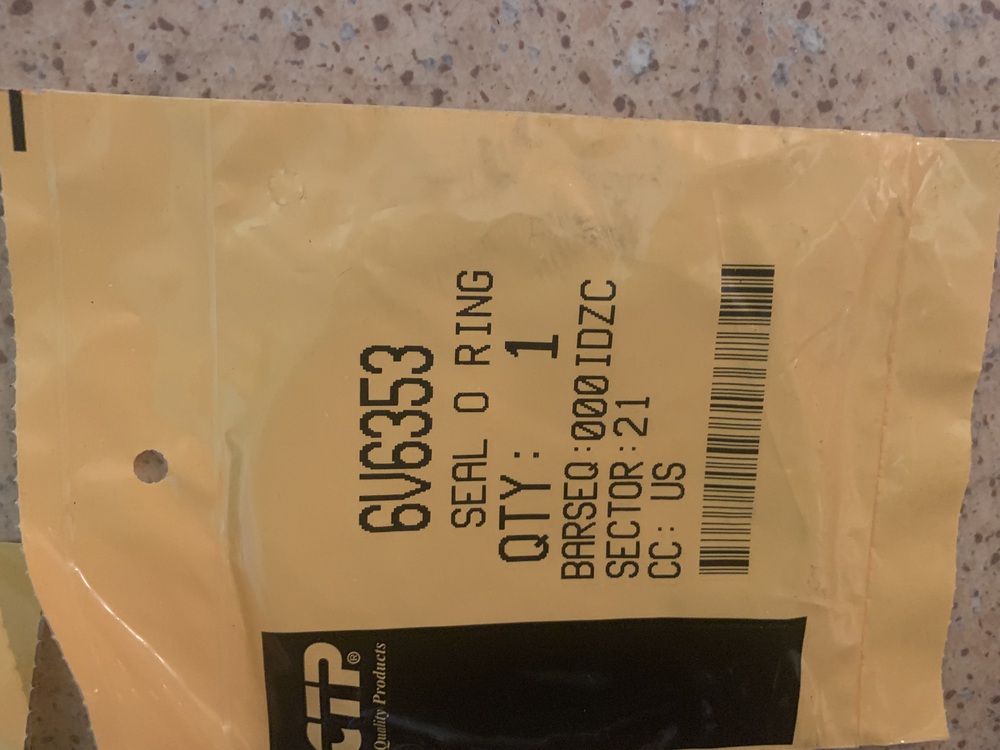 6V6353
SEAL O RING
QTY: 1
BARSEQ:000IDZC
SECTOR:21
CC: US
CTP®
Quality Products